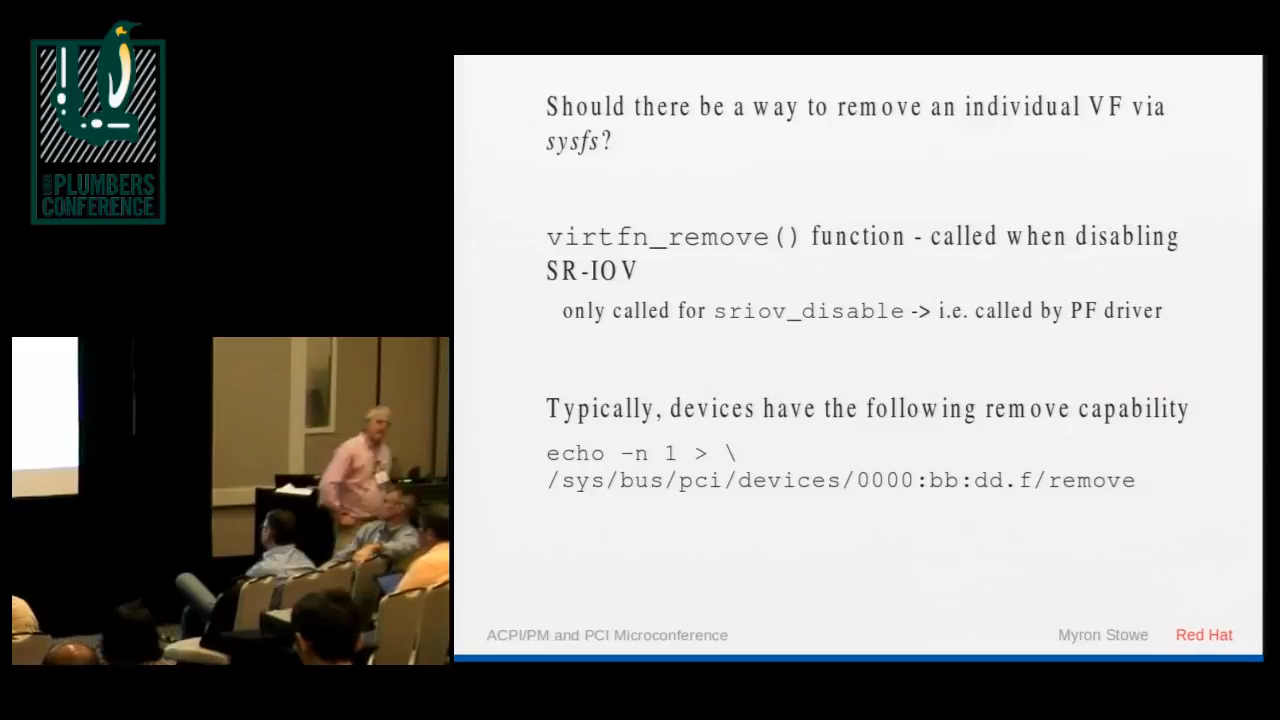 LINUX
PLUMBERS
CONFERENCE
Should there be a way to remove an individual VF via
sysfs?
virtfn_remove() function - called when disabling
SR-IOV
only called for sriov_disable -> i.e. called by PF driver
Typically, devices have the following remove capability
echo -n 1 > \
/sys/bus/pci/devices/0000:bb:dd.f/remove
ACPI/PM and PCI Microconference
Myron Stowe
Red Hat